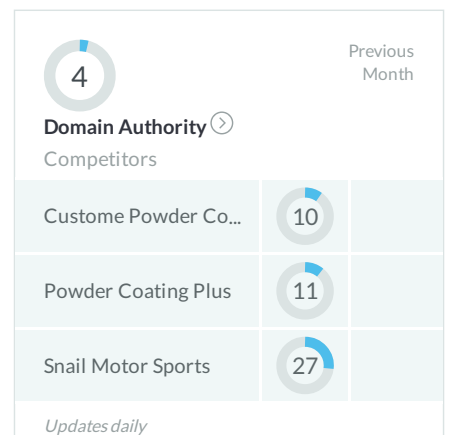 4
Previous
Month
Domain Authority
Competitors
Custome Powder Co...
10
Powder Coating Plus
11
Snail Motor Sports
27
Updates daily